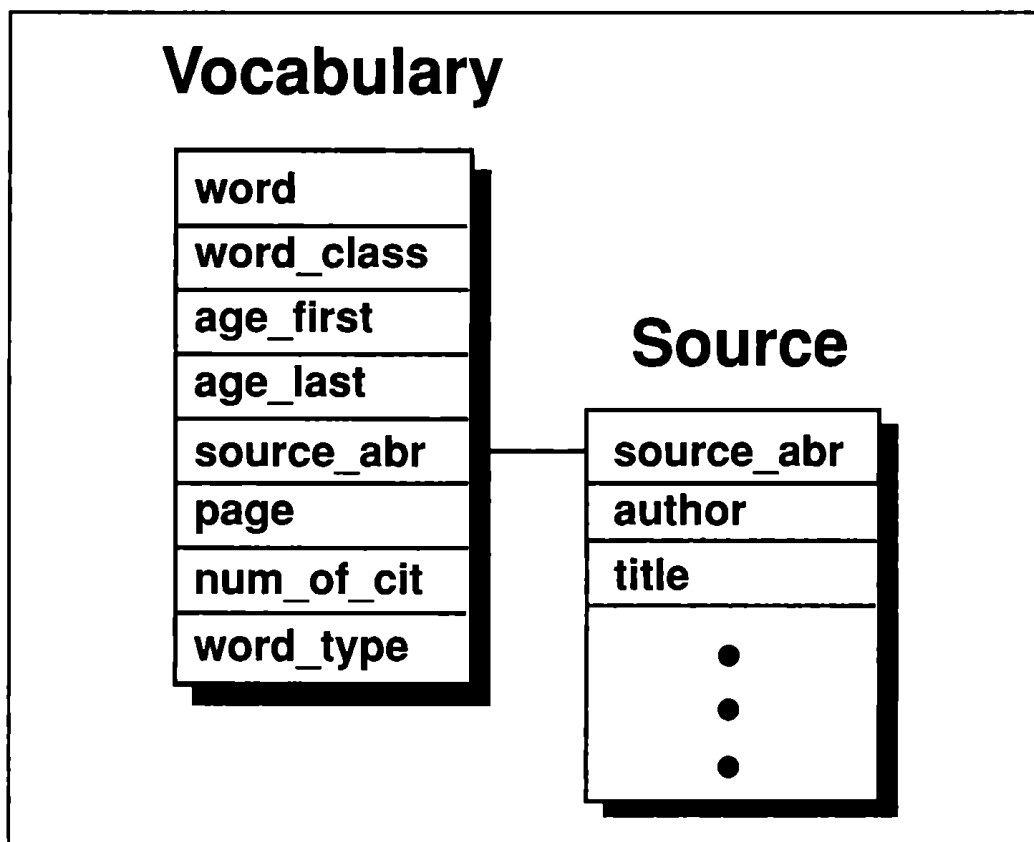 Vocabulary
word
word_class
age_first
age_last
source_abr
page
num_of_cit
word_type
Source
source_abr
author
title